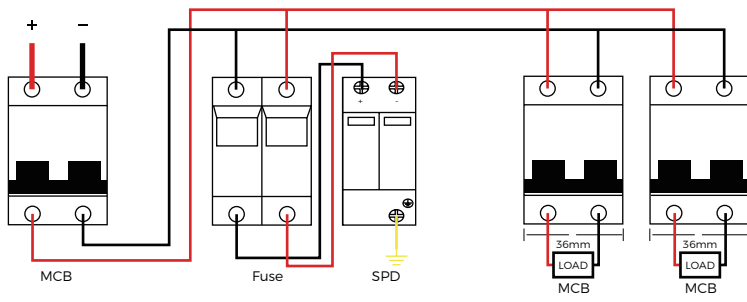 + −
+ -
36mm
36mm
LOAD
LOAD
MCB
Fuse
SPD
MCB
MCB